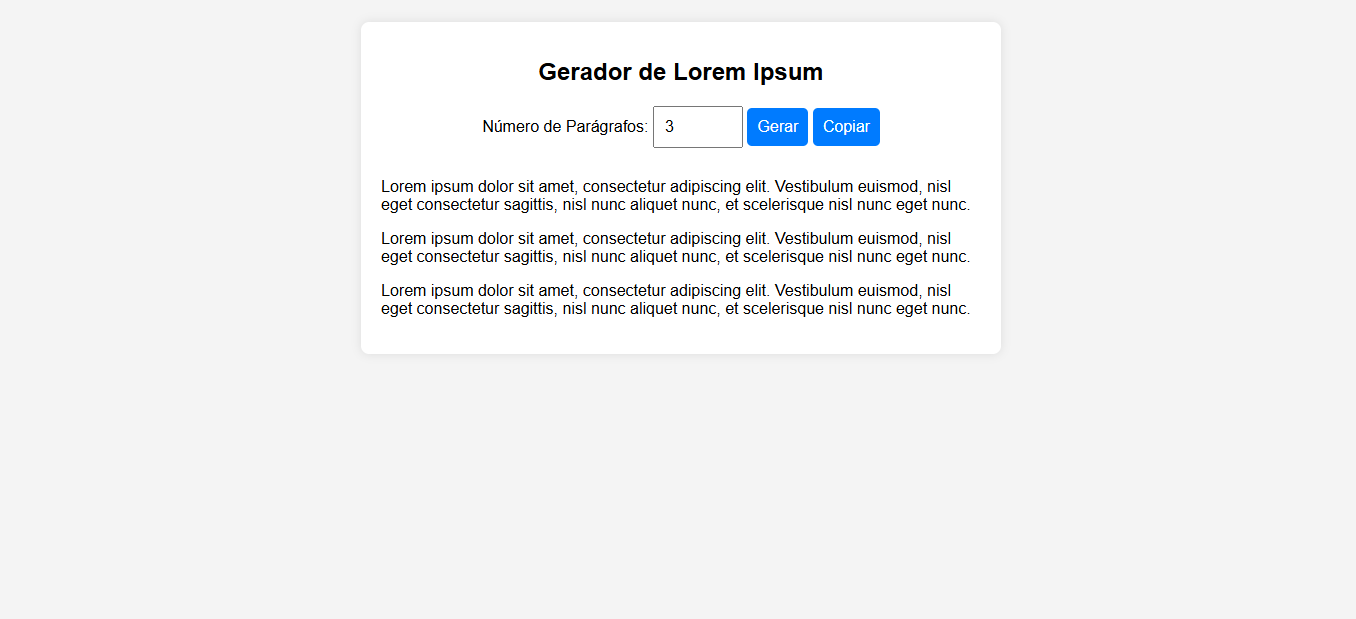 Gerador de Lorem Ipsum
Número de Parágrafos: 3 Gerar Copiar
Lorem ipsum dolor sit amet, consectetur adipiscing elit. Vestibulum euismod, nisl
eget consectetur sagittis, nisl nunc aliquet nunc, et scelerisque nisl nunc eget nunc.
Lorem ipsum dolor sit amet, consectetur adipiscing elit. Vestibulum euismod, nisl
eget consectetur sagittis, nisl nunc aliquet nunc, et scelerisque nisl nunc eget nunc.
Lorem ipsum dolor sit amet, consectetur adipiscing elit. Vestibulum euismod, nisl
eget consectetur sagittis, nisl nunc aliquet nunc, et scelerisque nisl nunc eget nunc.